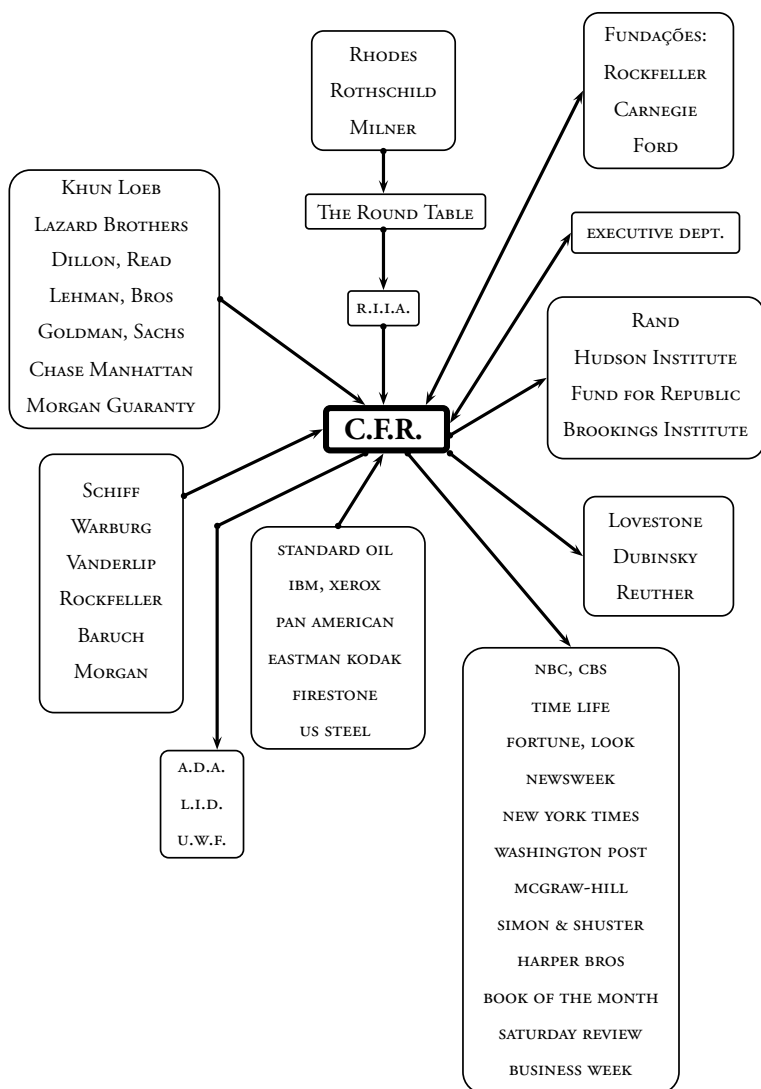 Rhodes
Rothschild
Milner
Fundações:
Rockfeller
Carnegie
Ford
Khun Loeb
Lazard Brothers
Dillon, Read
Lehman, Bros
Goldman, Sachs
Chase Manhattan
Morgan Guaranty
The Round Table
executive dept.
r.i.i.a.
Rand
Hudson Institute
Fund for Republic
Brookings Institute
C.F.R.
Schiff
Warburg
Vanderlip
Rockfeller
Baruch
Morgan
standard oil
ibm, xerox
pan american
eastman kodak
firestone
us steel
Lovestone
Dubinsky
Reuther
a.d.a.
l.i.d.
u.w.f.
nbc, cbs
time life
fortune, look
newsweek
new york times
washington post
mcgraw-hill
simon & shuster
harper bros
book of the month
saturday review
business week